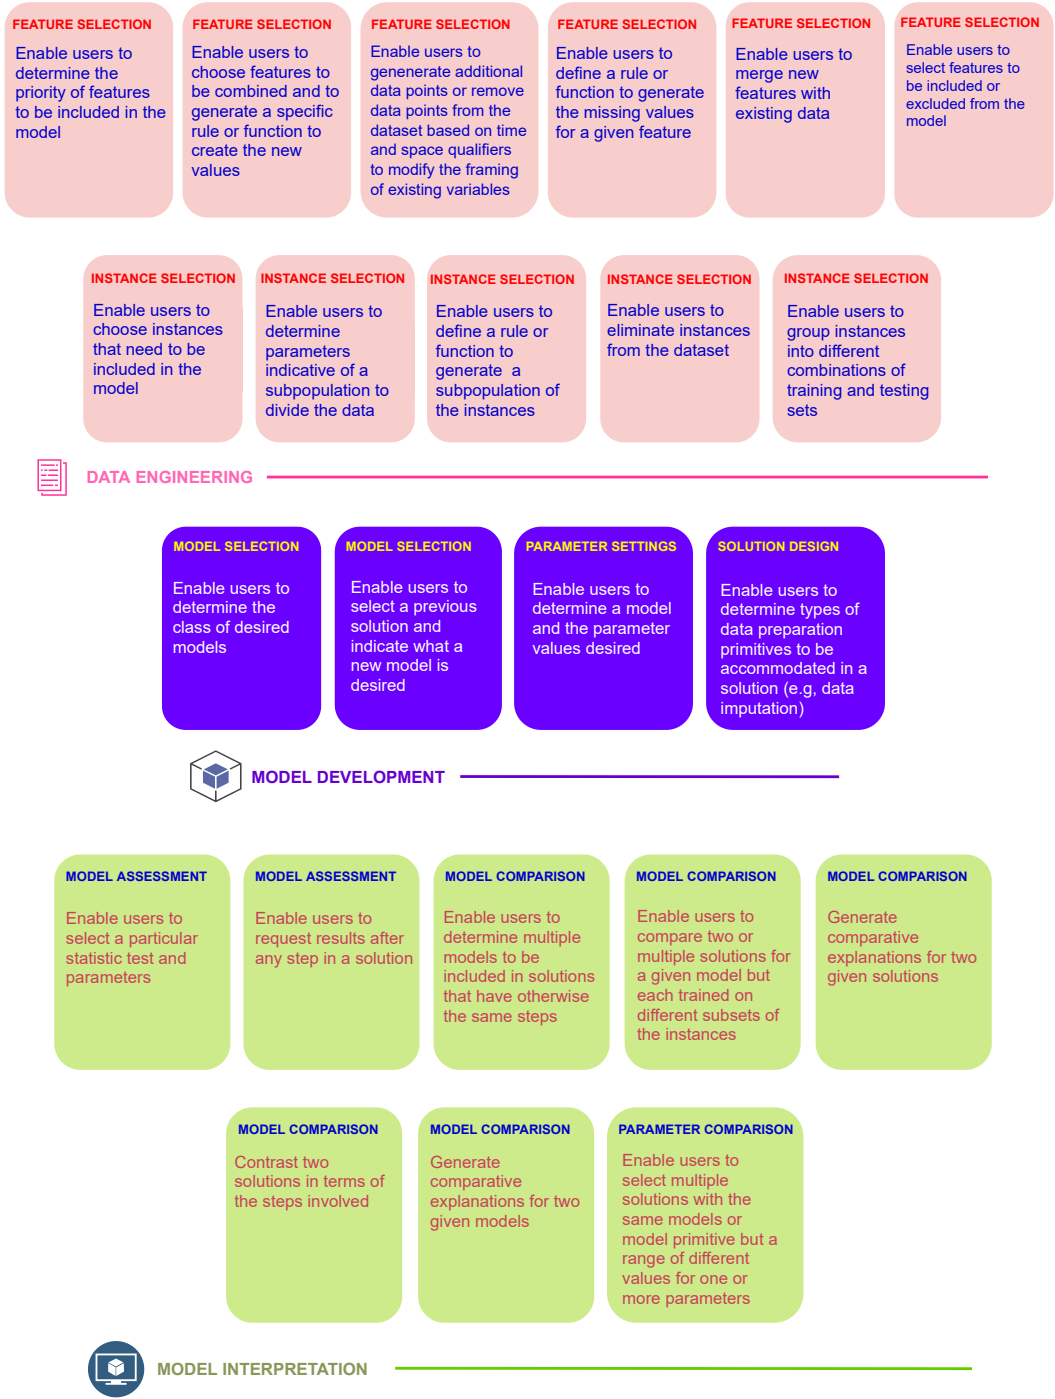 FEATURE SELECTION
Enable users to
determine the
priority of features
to be included in the
model
FEATURE SELECTION
Enable users to
choose features to
be combined and to
generate a specific
rule or function to
create the new
values
FEATURE SELECTION
Enable users to
genenerate additional
data points or remove
data points from the
dataset based on time
and space qualifiers
to modify the framing
of existing variables
FEATURE SELECTION
Enable users to
define a rule or
function to generate
the missing values
for a given feature
FEATURE SELECTION
Enable users to
merge new
features with
existing data
FEATURE SELECTION
Enable users to
select features to
be included or
excluded from the
model
INSTANCE SELECTION
Enable users to
choose instances
that need to be
included in the
model
INSTANCE SELECTION
Enable users to
determine
parameters
indicative of a
subpopulation to
divide the data
INSTANCE SELECTION
Enable users to
define a rule or
function to
generate a
subpopulation of
the instances
INSTANCE SELECTION
Enable users to
eliminate instances
from the dataset
INSTANCE SELECTION
Enable users to
group instances
into different
combinations of
training and testing
sets
DATA ENGINEERING
MODEL SELECTION
Enable users to
determine the
class of desired
models
MODEL SELECTION
Enable users to
select a previous
solution and
indicate what a
new model is
desired
PARAMETER SETTINGS
Enable users to
determine a model
and the parameter
values desired
SOLUTION DESIGN
Enable users to
determine types of
data preparation
primitives to be
accommodated in a
solution (e.g, data
imputation)
MODEL DEVELOPMENT
MODEL ASSESSMENT
Enable users to
select a particular
statistic test and
parameters
MODEL ASSESSMENT
Enable users to
request results after
any step in a solution
MODEL COMPARISON
Enable users to
determine multiple
models to be
included in solutions
that have otherwise
the same steps
MODEL COMPARISON
Enable users to
compare two or
multiple solutions for
a given model but
each trained on
different subsets of
the instances
MODEL COMPARISON
Generate
comparative
explanations for two
given solutions
MODEL COMPARISON
Contrast two
solutions in terms of
the steps involved
MODEL COMPARISON
Generate
comparative
explanations for two
given models
PARAMETER COMPARISON
Enable users to
select multiple
solutions with the
same models or
model primitive but a
range of different
values for one or
more parameters
MODEL INTERPRETATION